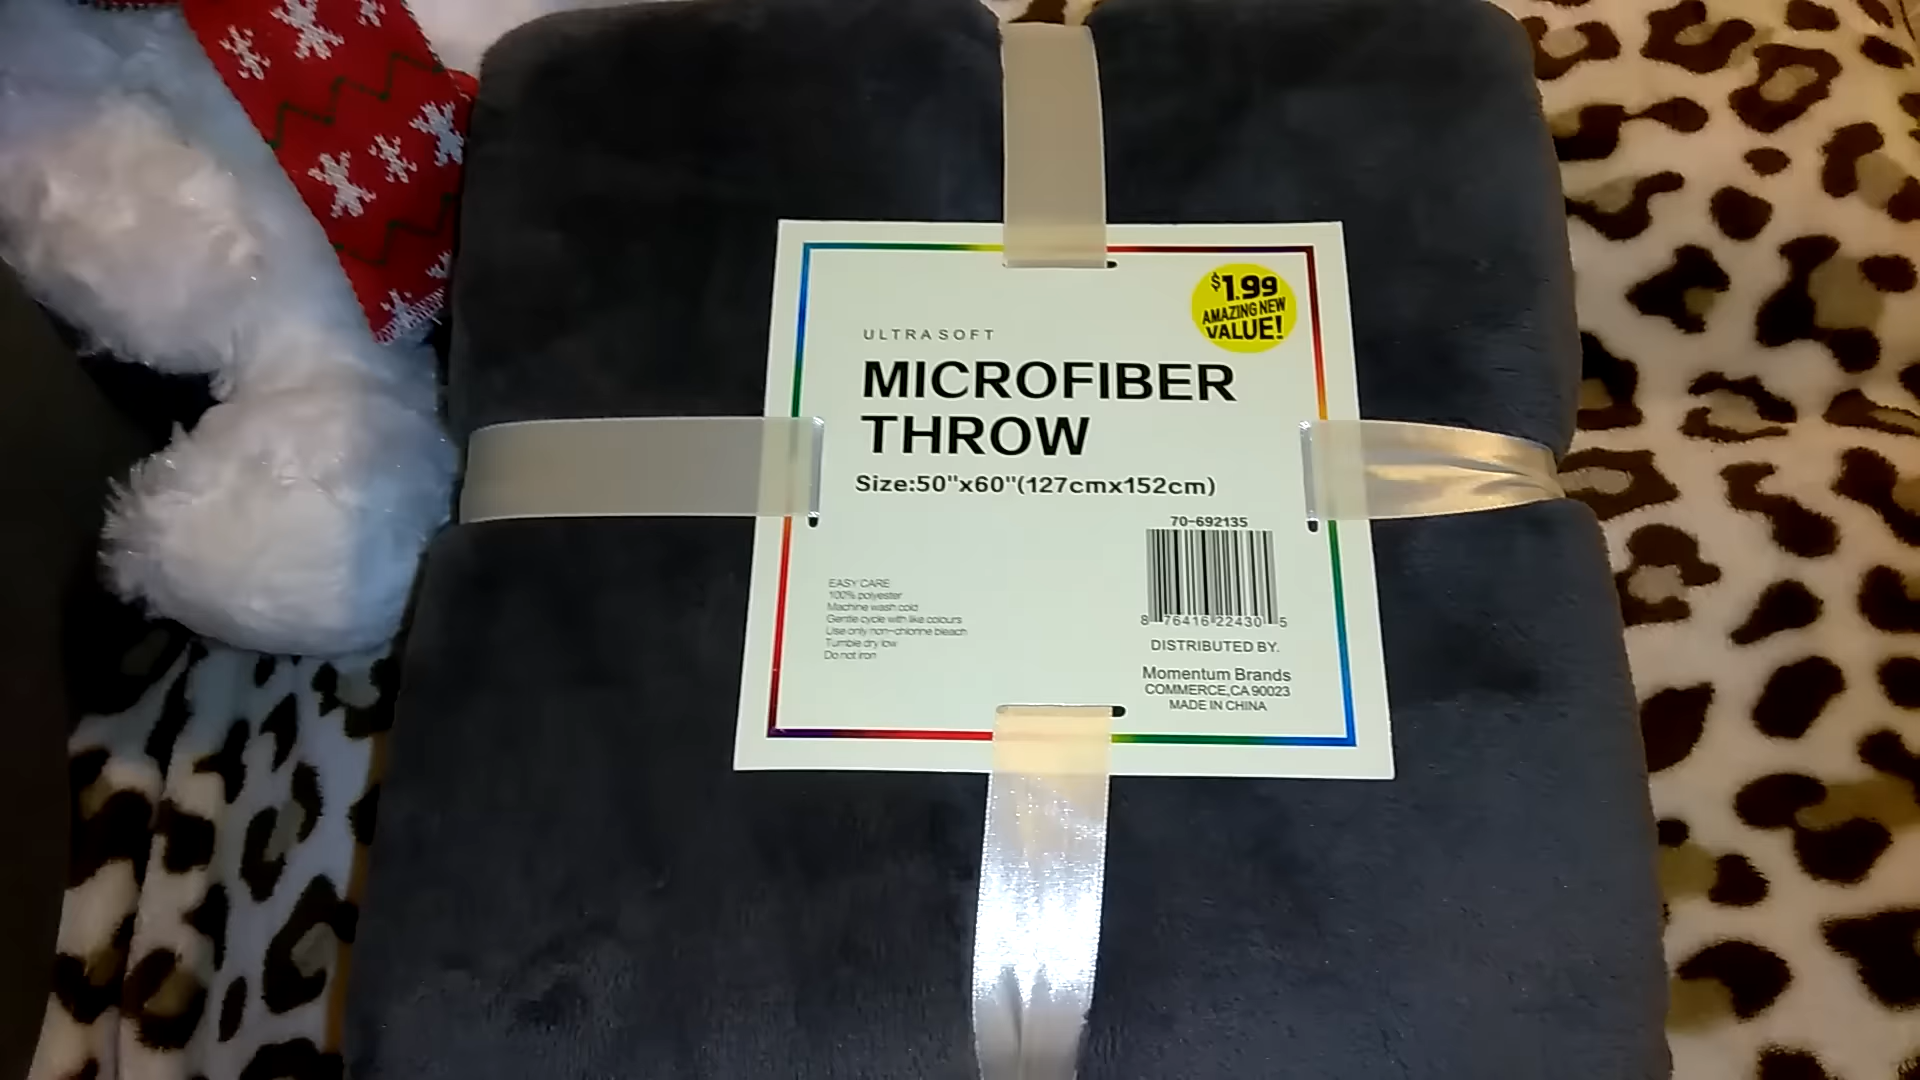 $1.99
AMAZING NEW
VALUE!
ULTRA SOFT
MICROFIBER
THROW
Size:50"x60"(127cmx152cm)
70-692135
8 76416 22430 5
EASY CARE
100% polyester
Machine wash cold
Gentle cycle with like colours
Use only non-chlorine bleach
Tumble dry low
Do not iron
DISTRIBUTED BY.
Momentum Brands
COMMERCE,CA 90023
MADE IN CHINA